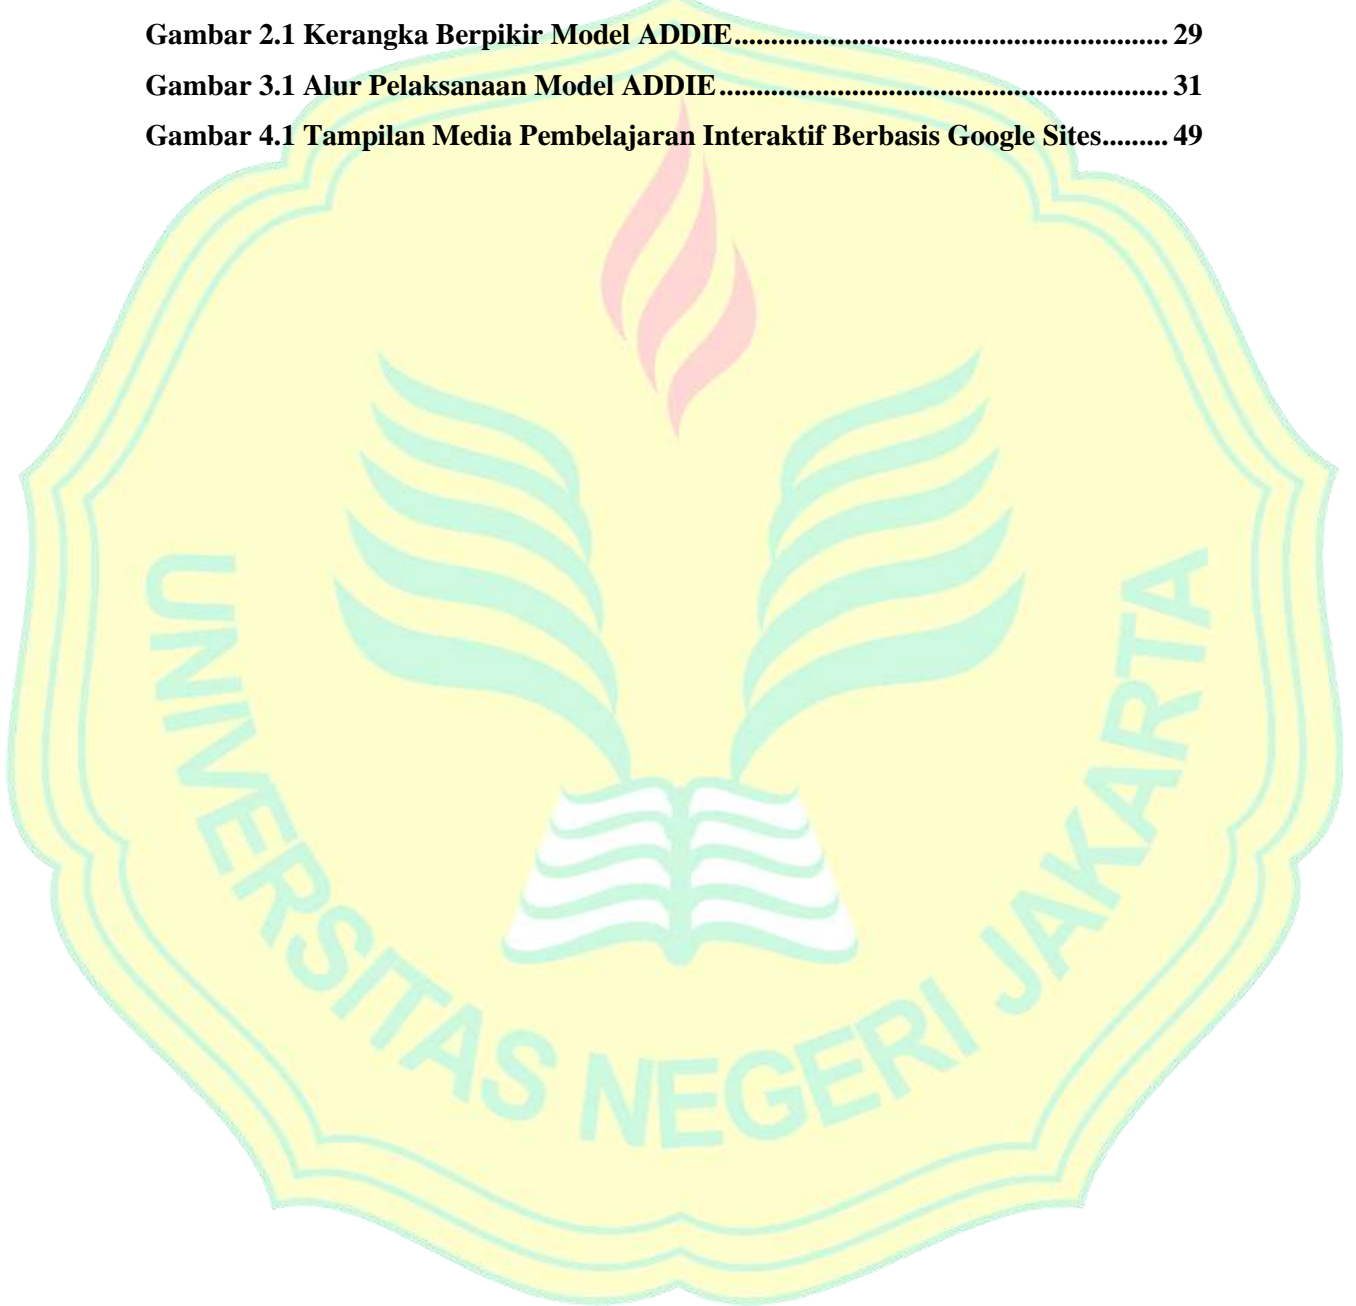 Gambar 2.1 Kerangka Berpikir Model ADDIE............................................................ 29
Gambar 3.1 Alur Pelaksanaan Model ADDIE.............................................................. 31
Gambar 4.1 Tampilan Media Pembelajaran Interaktif Berbasis Google Sites......... 49
UNIVERSITAS NEGERI JAKARTA